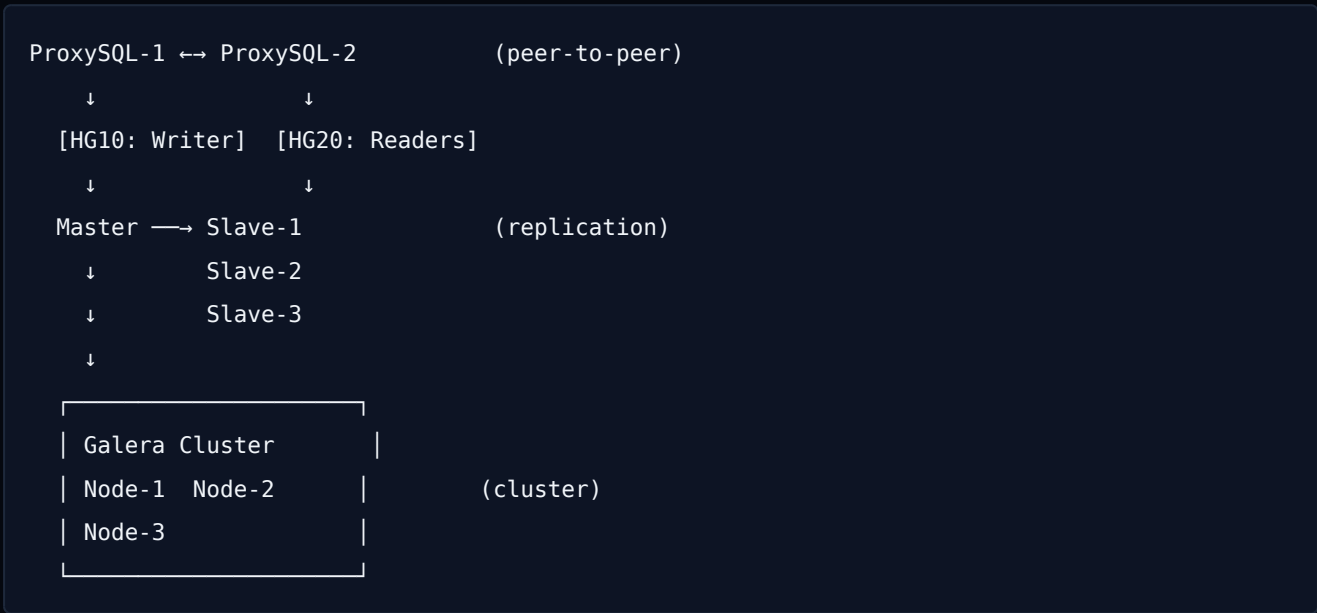 ProxySQL-1 ←→ ProxySQL-2          (peer-to-peer)
    ↓               ↓
  [HG10: Writer]  [HG20: Readers]
    ↓               ↓
  Master ──→ Slave-1              (replication)
    ↓        Slave-2
    ↓        Slave-3
    ↓
  ┌─────────────────────┐
  │ Galera Cluster       │
  │ Node-1  Node-2      │        (cluster)
  │ Node-3              │
  └─────────────────────┘